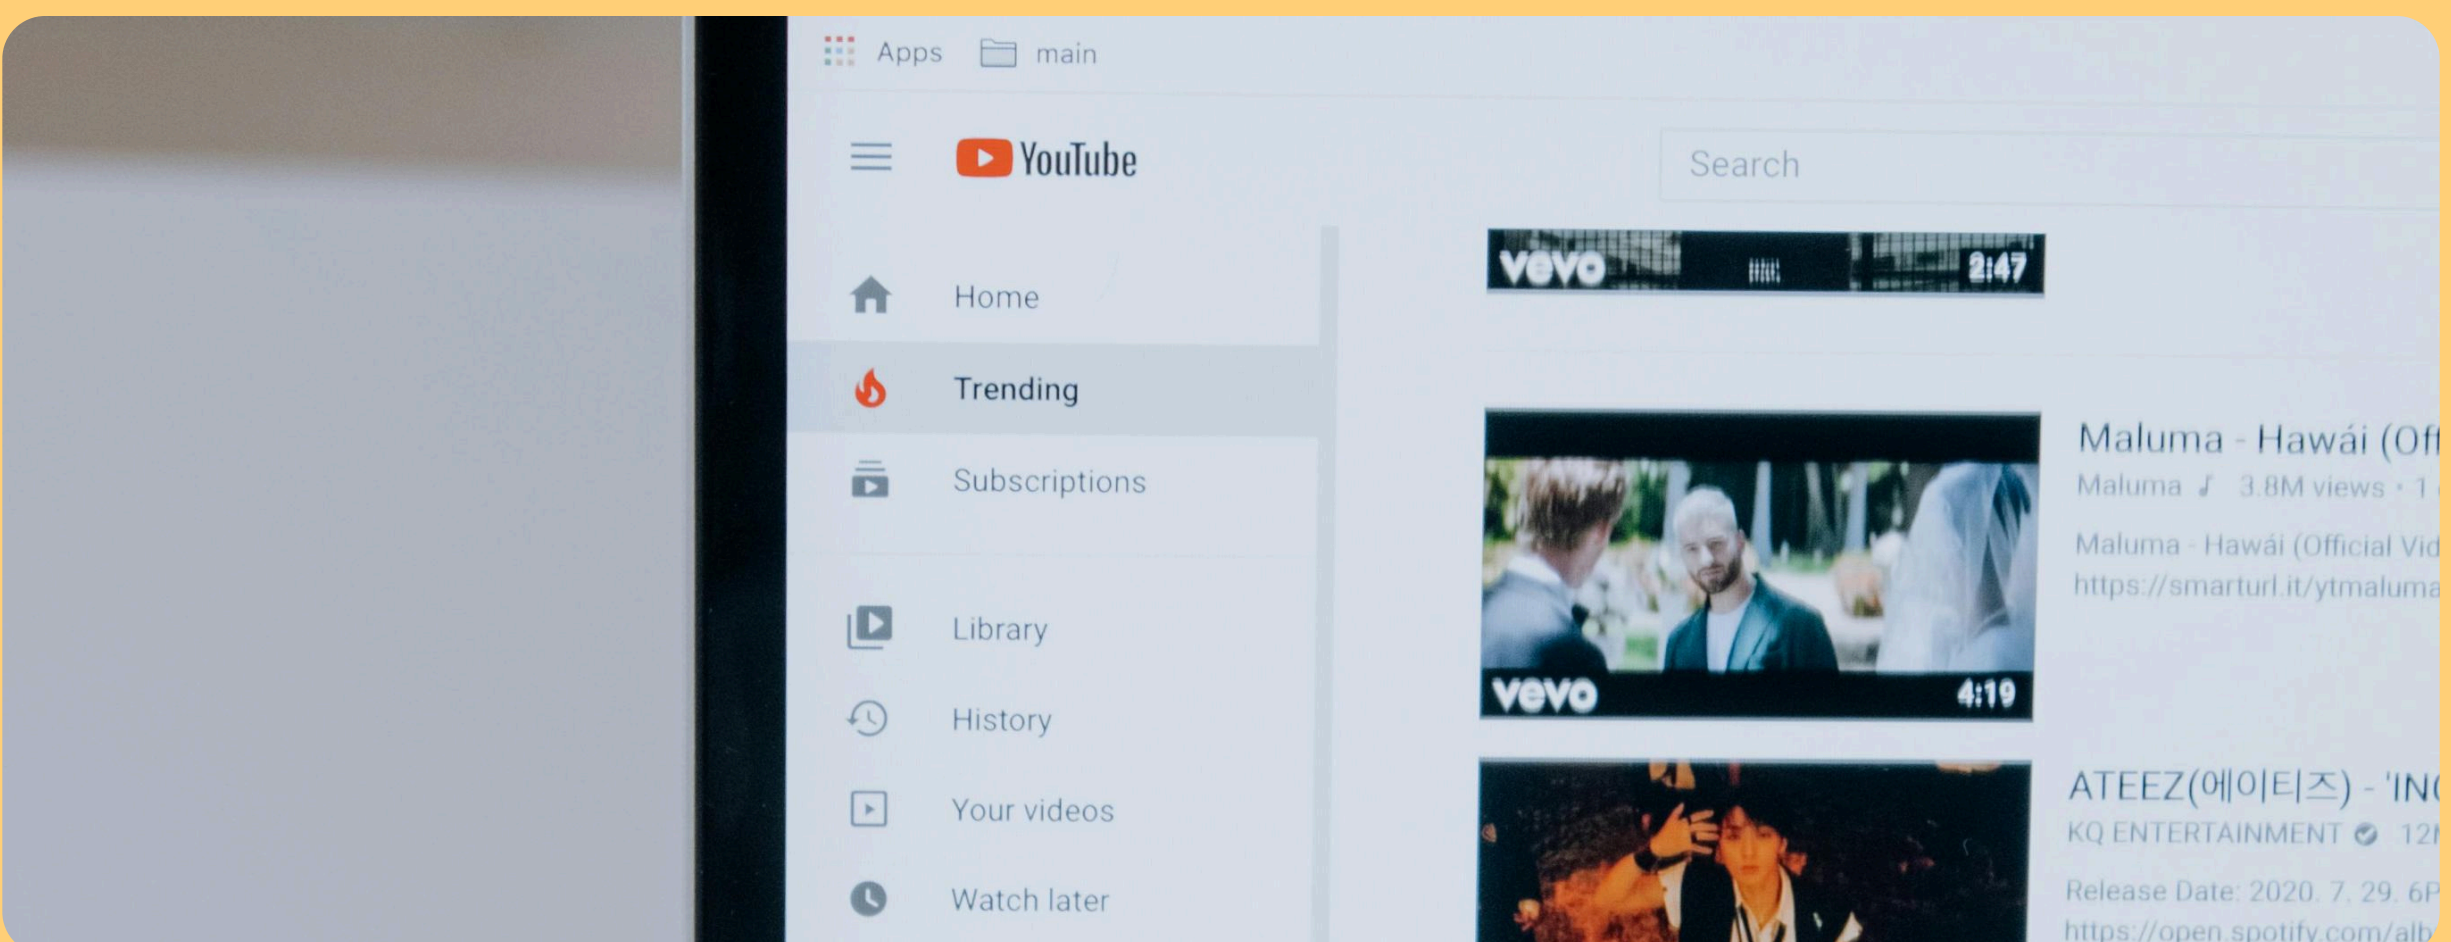 Apps main
YouTube
Search
Home
Trending
Subscriptions
Library
History
Your videos
Watch later
vevo 2:47
vevo 4:19
Maluma - Hawái (Off
Maluma 3.8M views • 1
Maluma - Hawái (Official Vid
https://smarturl.it/ytmaluma
ATEEZ(에이티즈) - 'IN
KQ ENTERTAINMENT 12
Release Date: 2020. 7. 29. 6P
https://open.spotify.com/alb